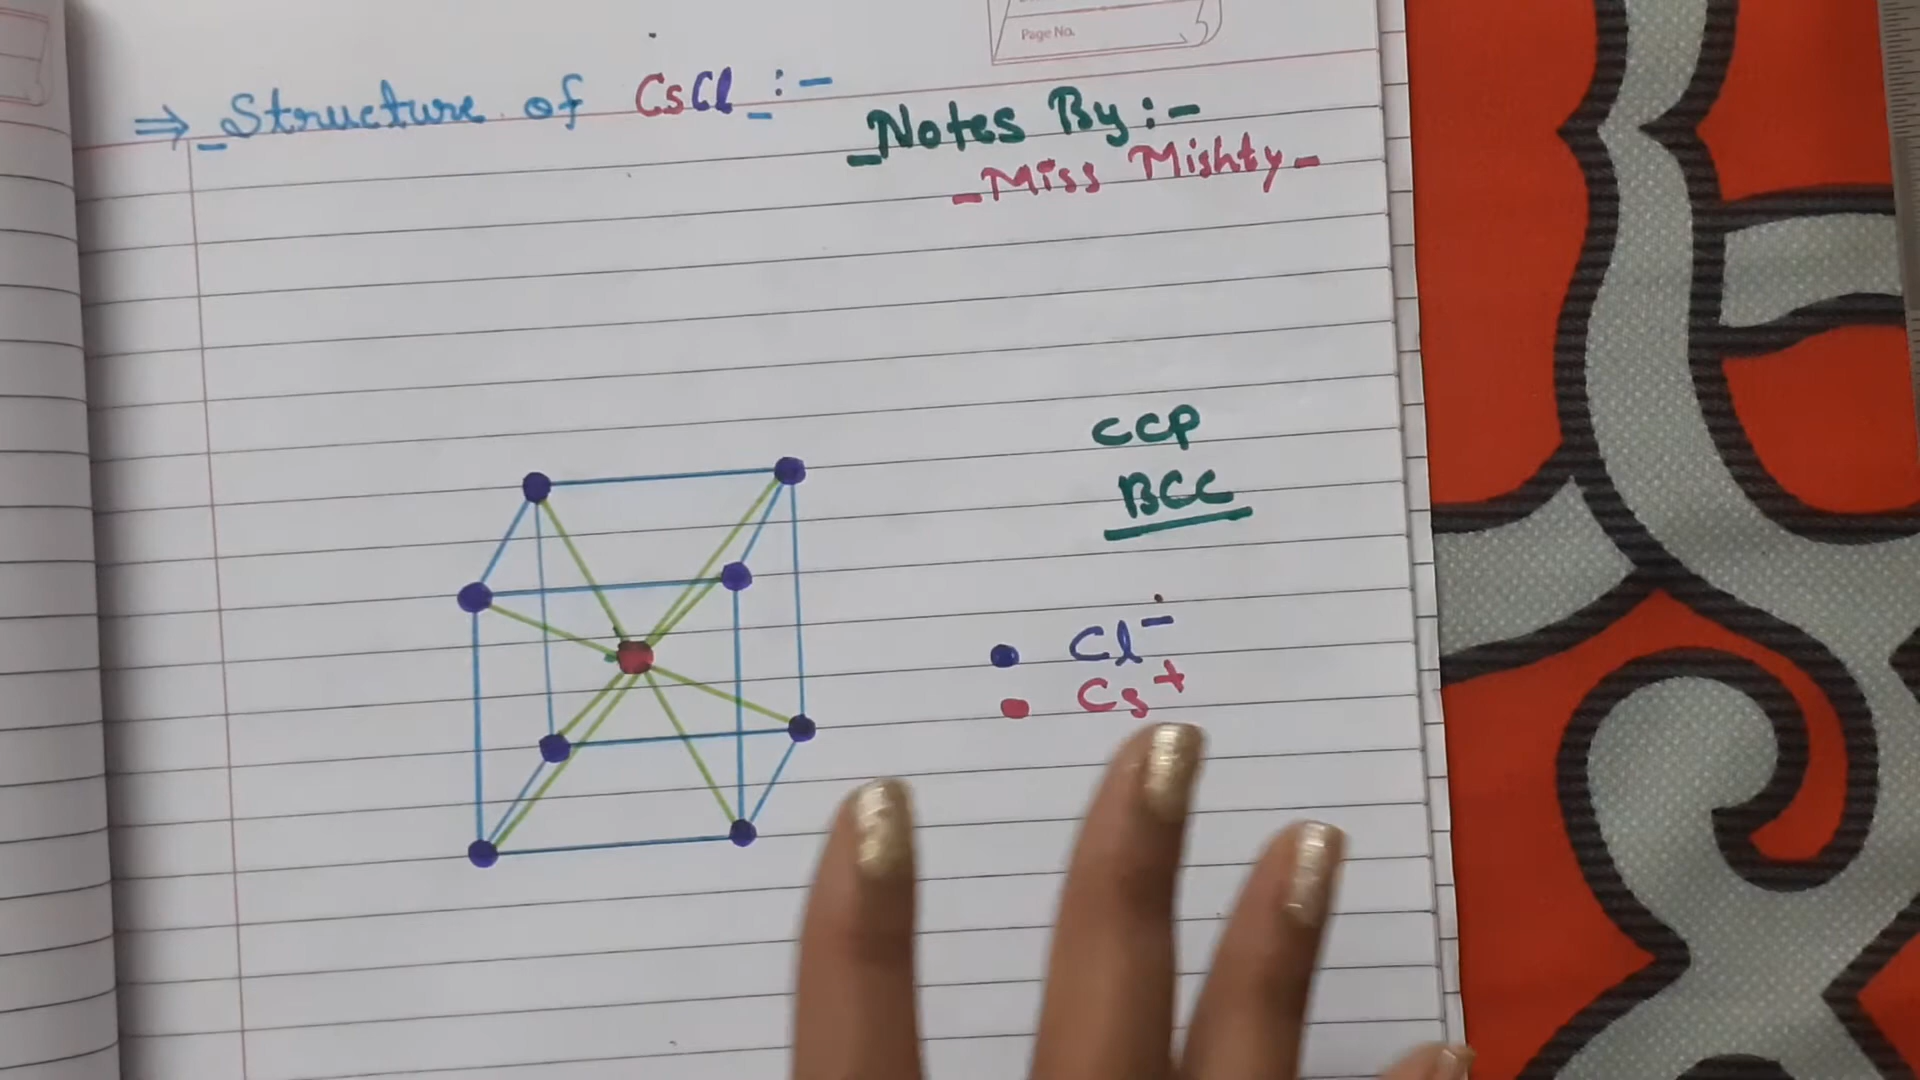 Page No.
⇒ Structure of CsCl :-
Notes By :-
Miss Mishty
CCP
BCC
Cl⁻
Cs⁺